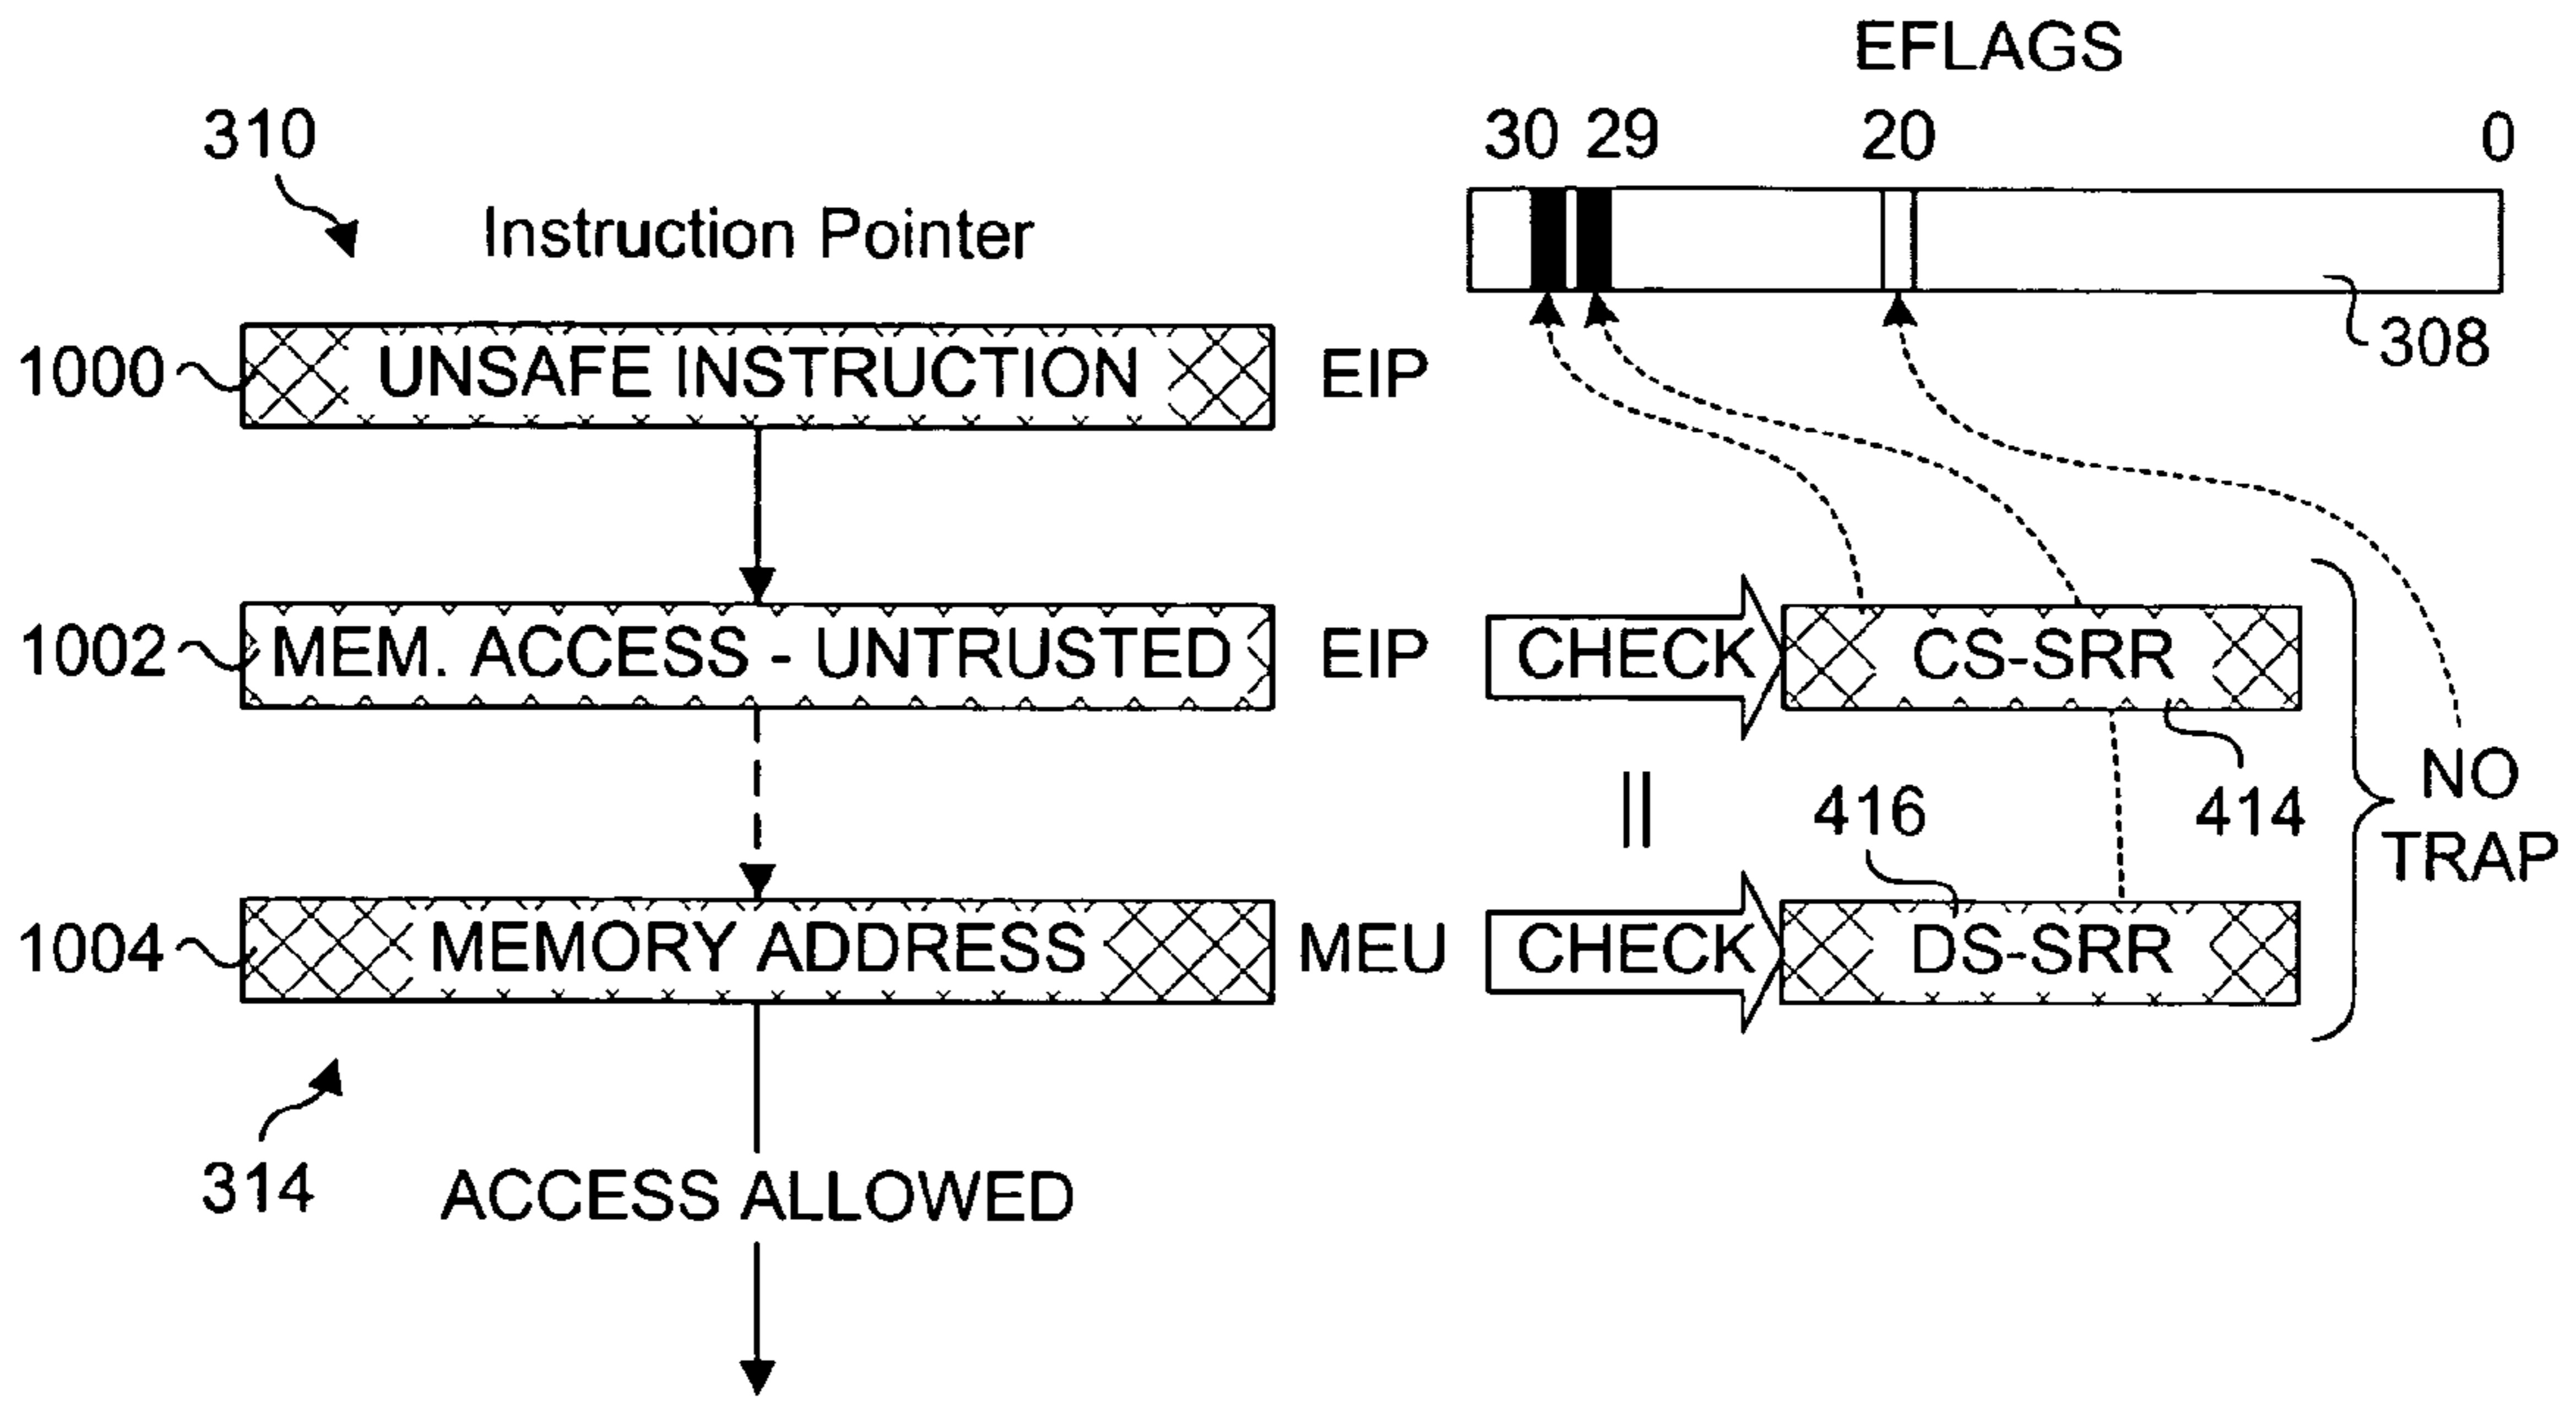 EFLAGS
310
30 29 20 0
Instruction Pointer
308
1000 UNSAFE INSTRUCTION EIP
1002 MEM. ACCESS - UNTRUSTED EIP CHECK CS-SRR
NO
TRAP
416 414
1004 MEMORY ADDRESS MEU CHECK DS-SRR
314 ACCESS ALLOWED